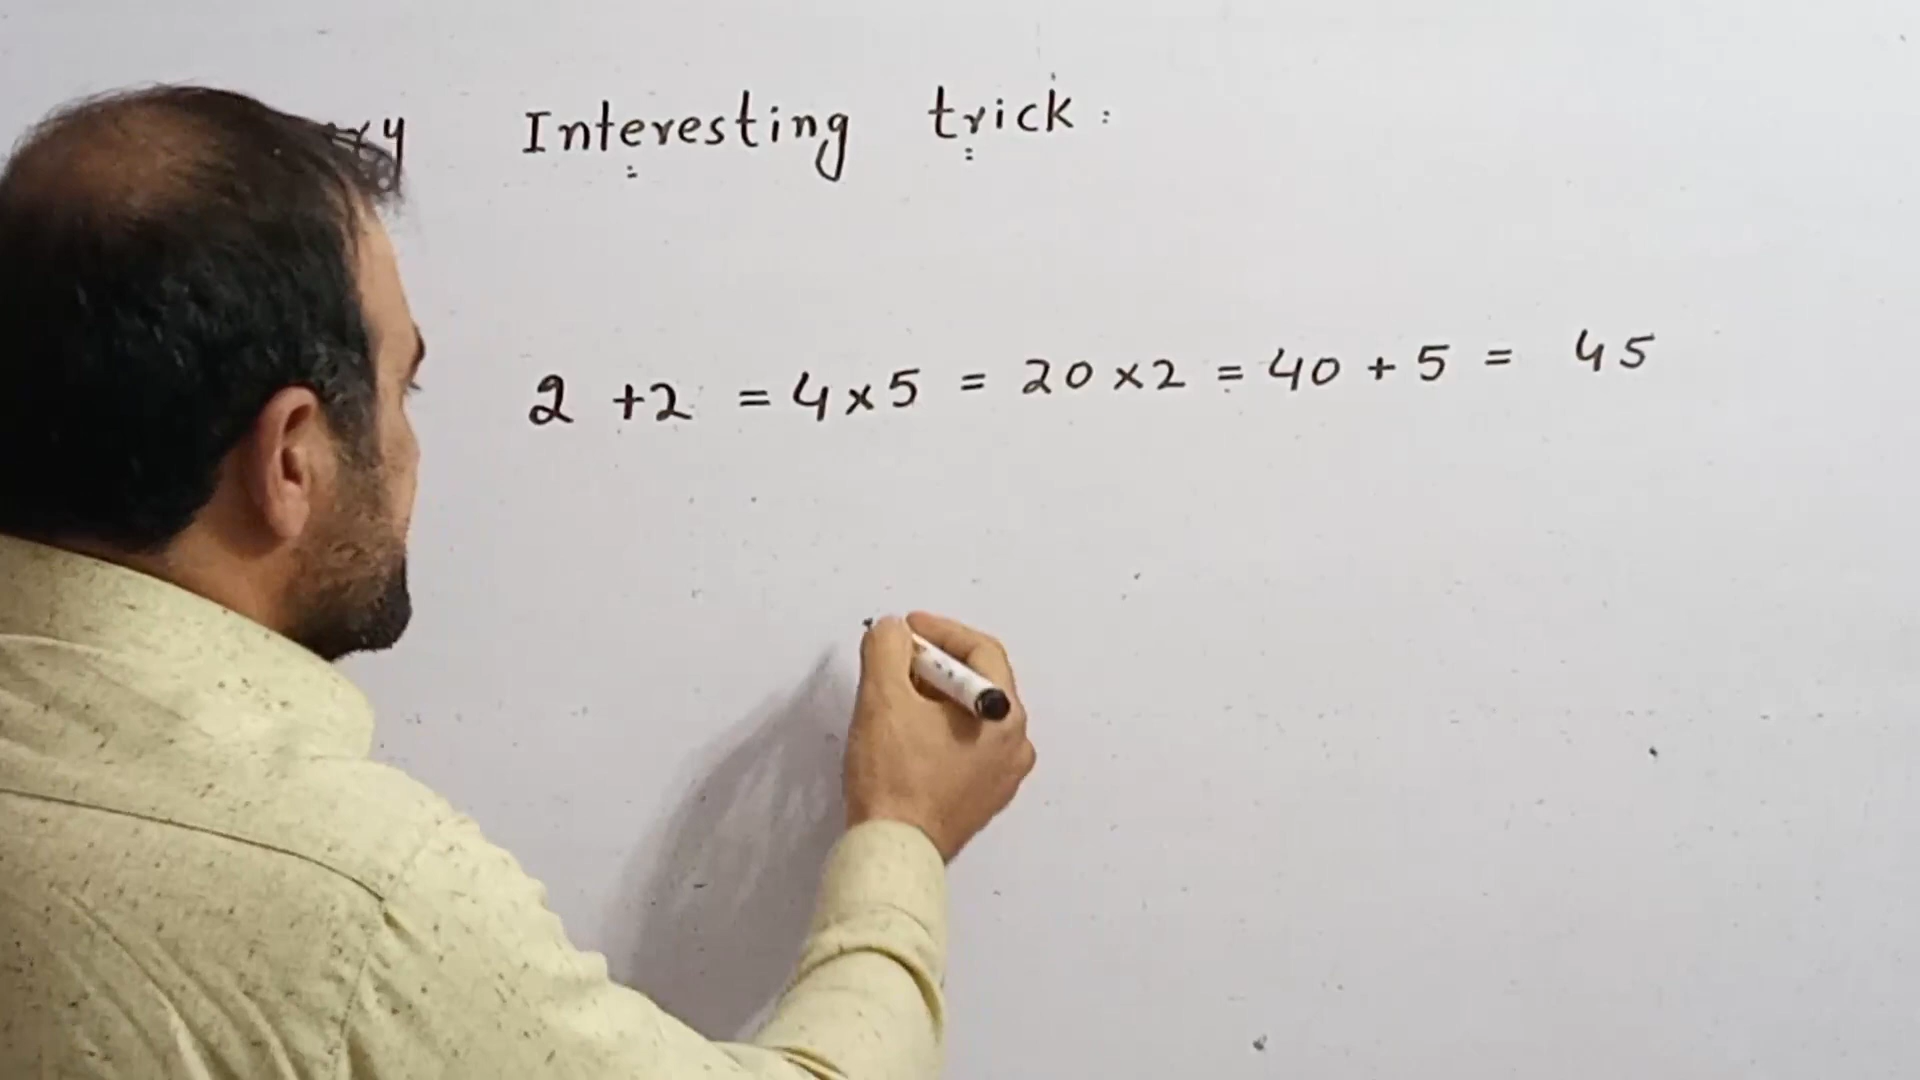 Interesting trick :
2 +2 = 4 x 5 = 20 x 2 = 40 + 5 = 45